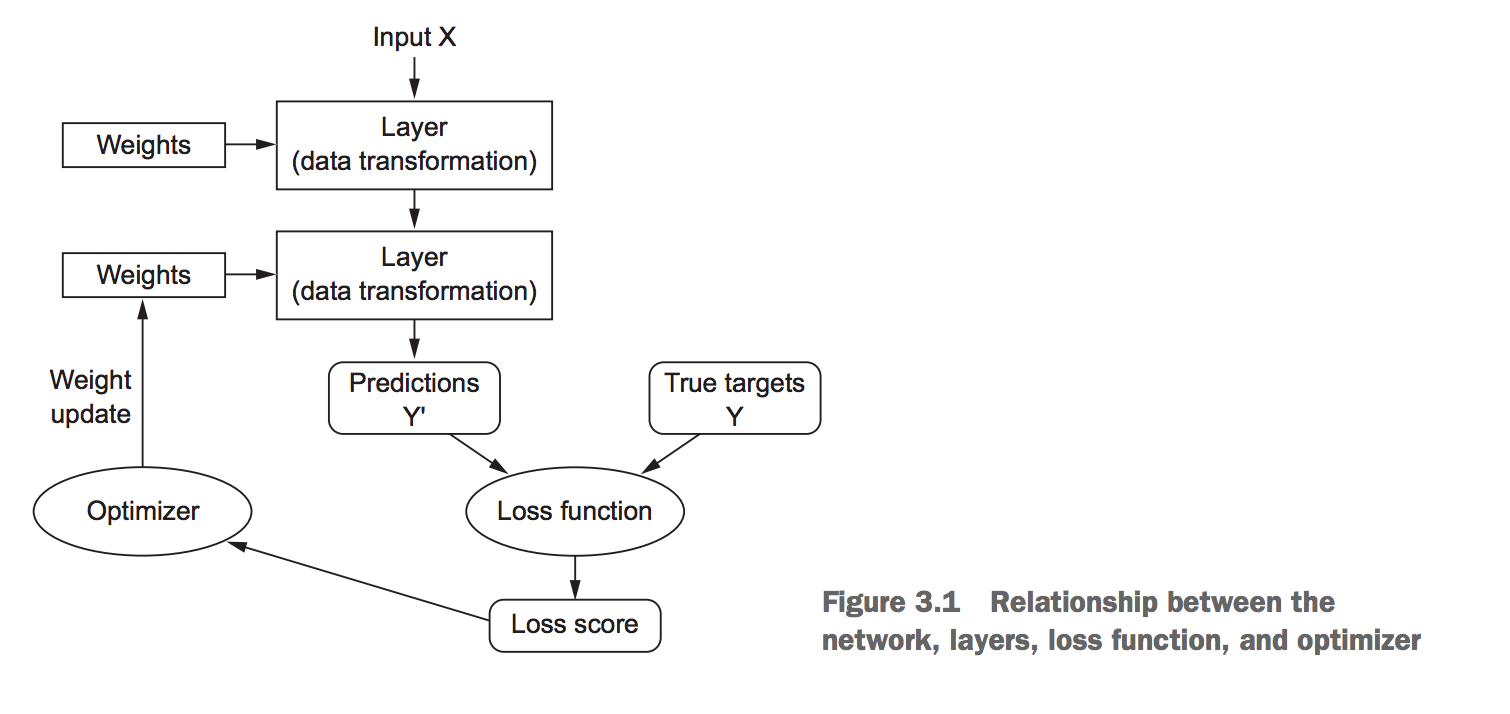 Input X
Weights
Layer
(data transformation)
Weights
Layer
(data transformation)
Weight
update
Predictions
Y'
True targets
Y
Optimizer
Loss function
Loss score
Figure 3.1 Relationship between the
network, layers, loss function, and optimizer